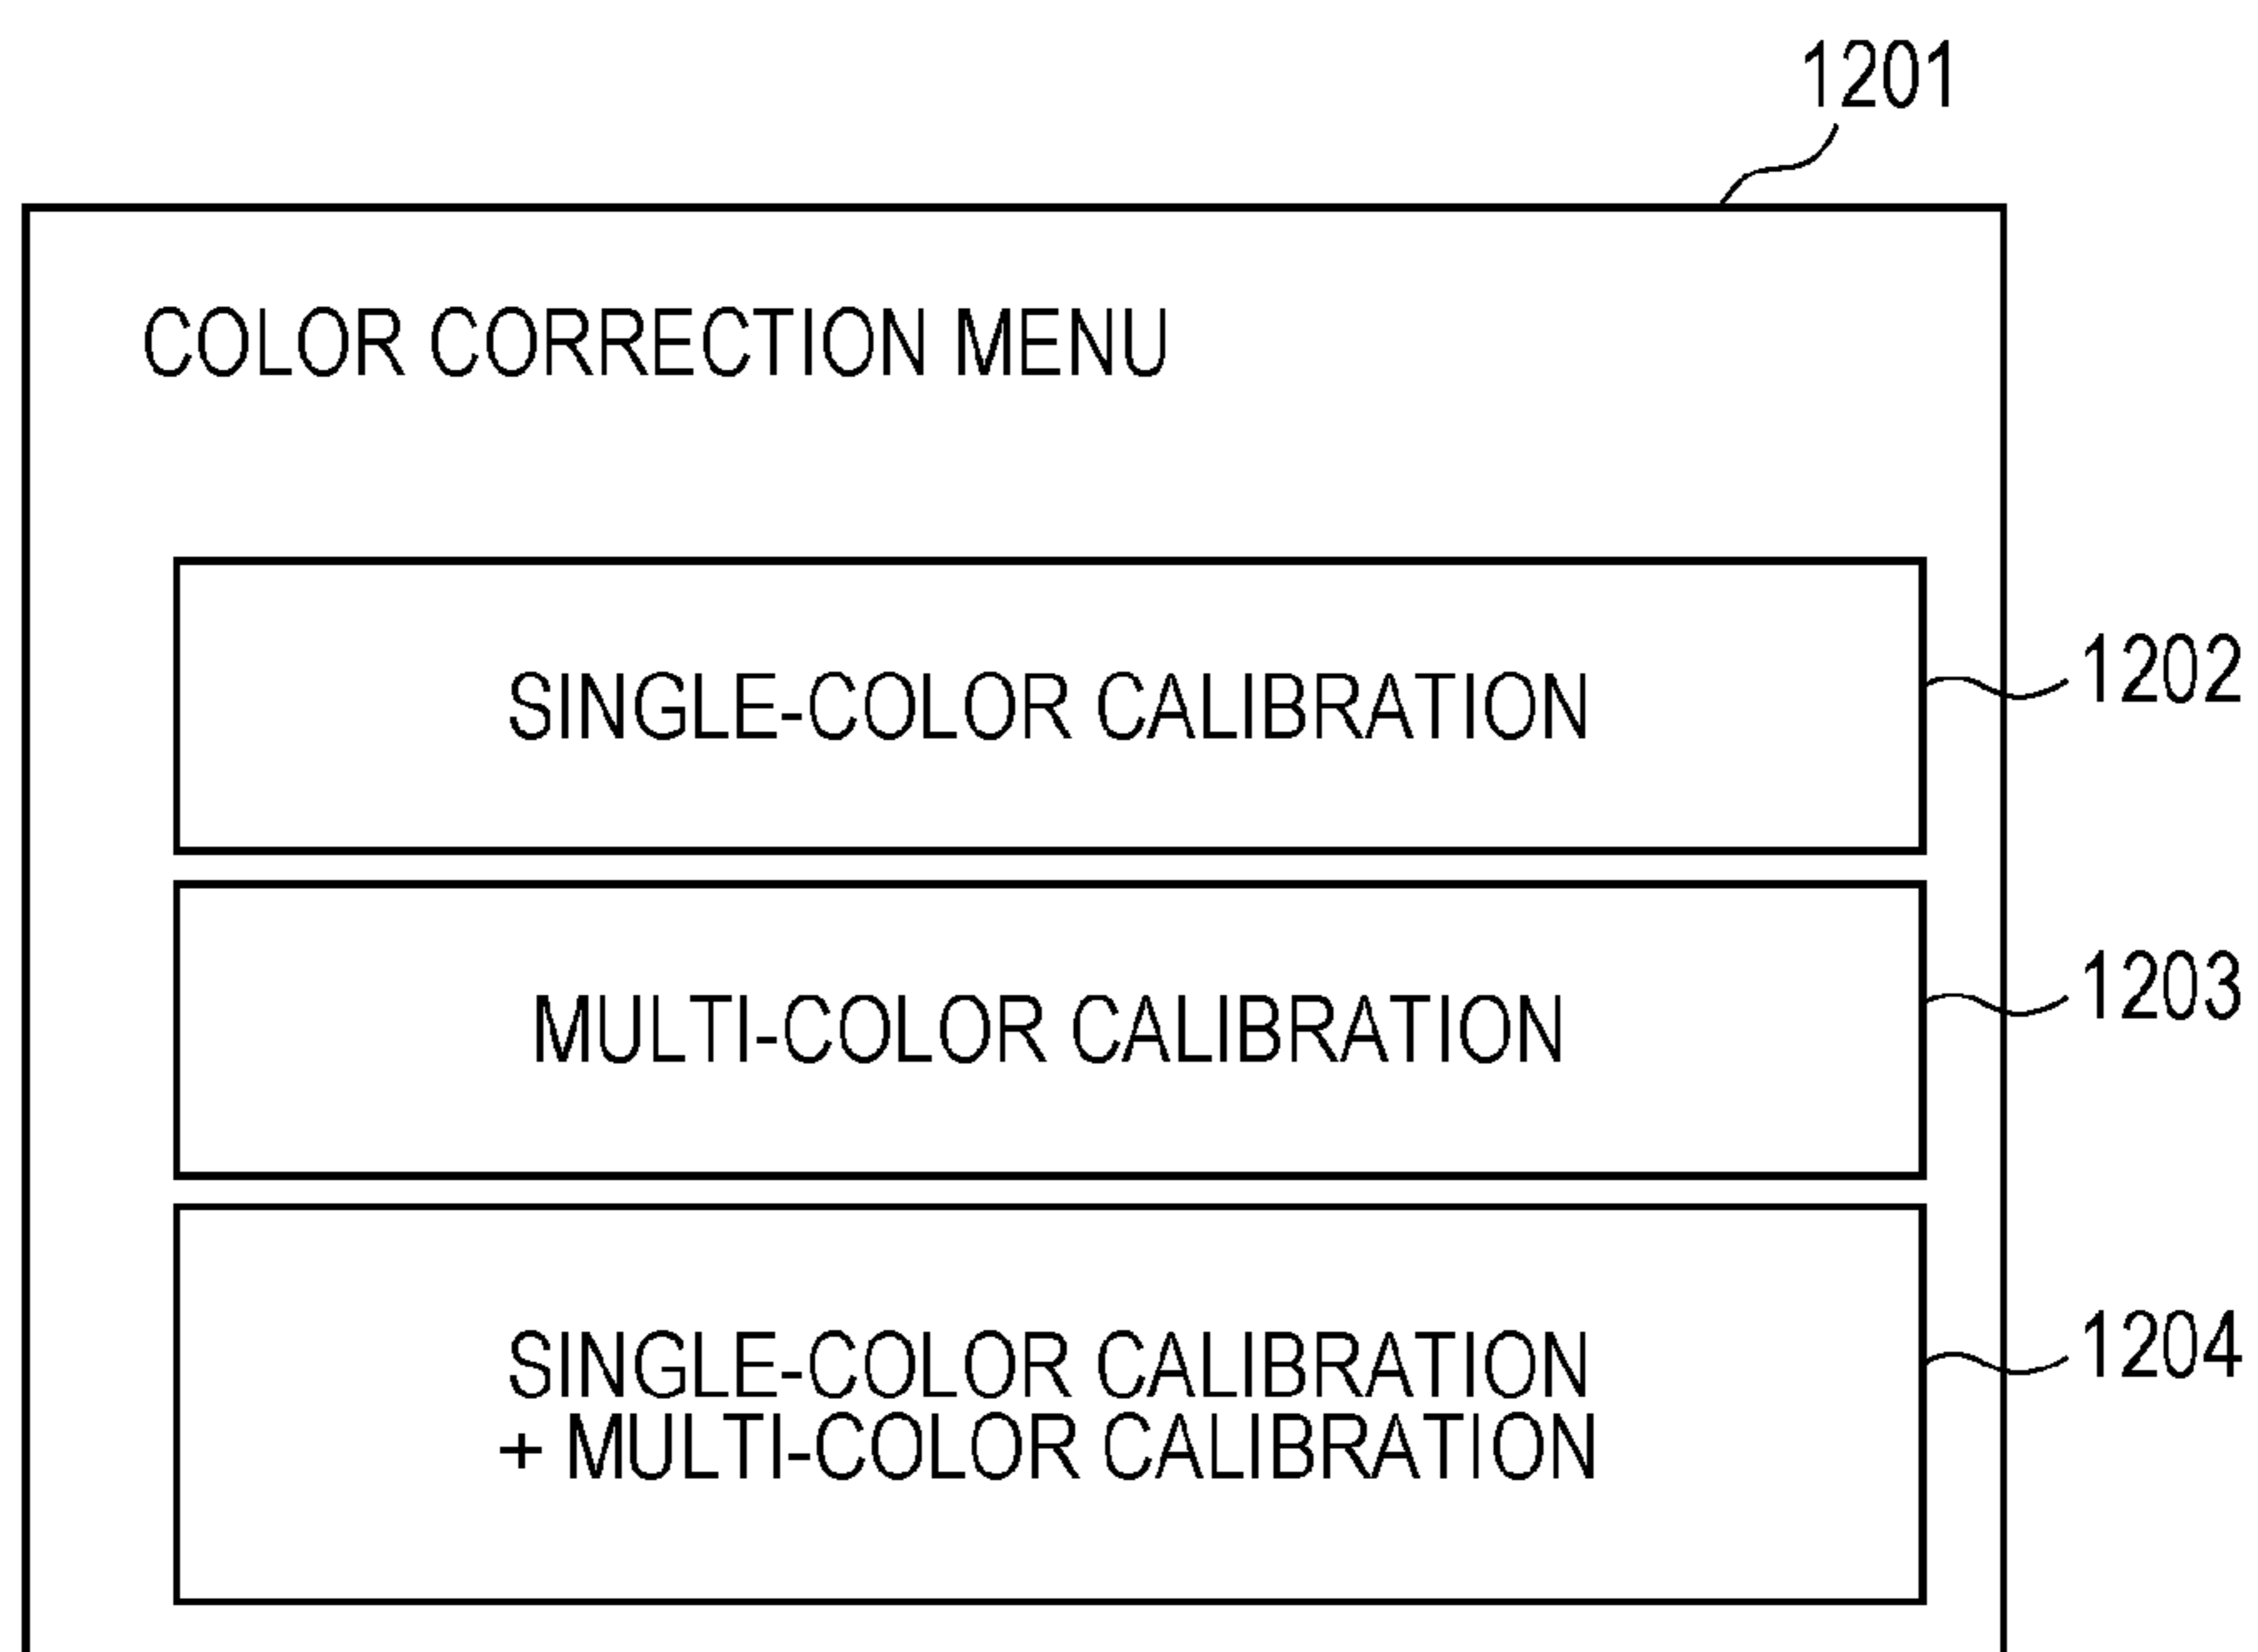 1201
COLOR CORRECTION MENU
SINGLE-COLOR CALIBRATION
1202
MULTI-COLOR CALIBRATION
1203
SINGLE-COLOR CALIBRATION
+ MULTI-COLOR CALIBRATION
1204